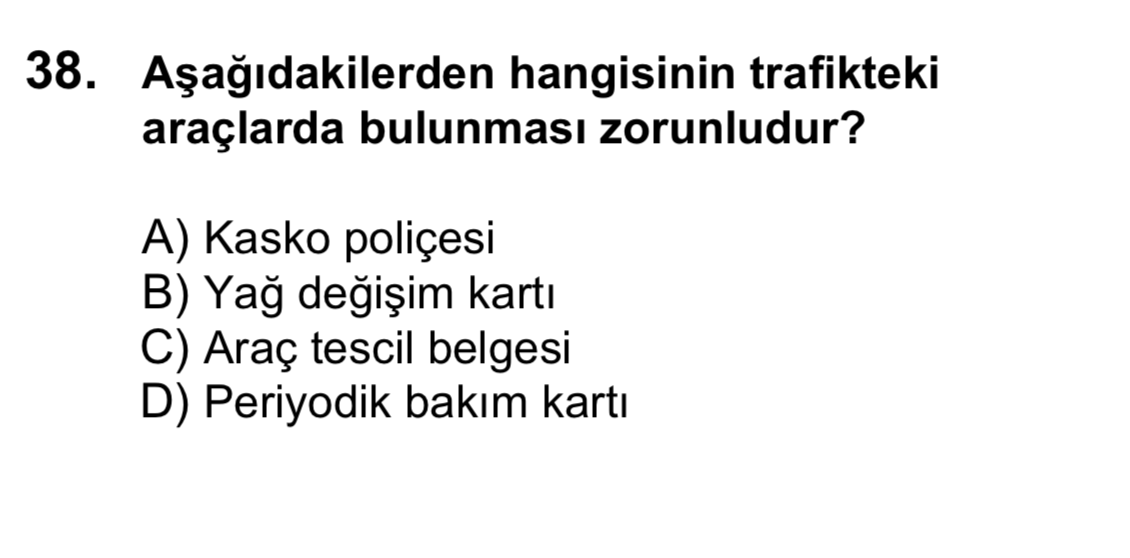 38. Aşağıdakilerden hangisinin trafikteki
araçlarda bulunması zorunludur?
A) Kasko poliçesi
B) Yağ değişim kartı
C) Araç tescil belgesi
D) Periyodik bakım kartı